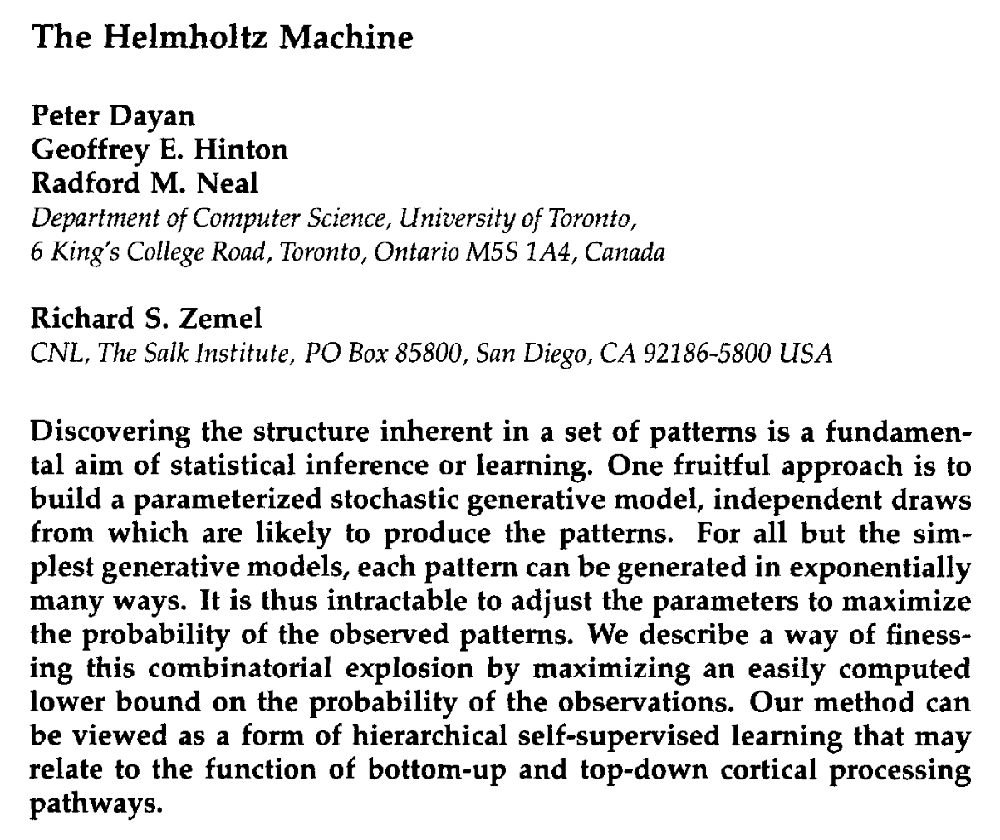 The Helmholtz Machine
Peter Dayan
Geoffrey E. Hinton
Radford M. Neal
Department of Computer Science, University of Toronto,
6 King's College Road, Toronto, Ontario M5S 1A4, Canada
Richard S. Zemel
CNL, The Salk Institute, PO Box 85800, San Diego, CA 92186-5800 USA
Discovering the structure inherent in a set of patterns is a fundamen-
tal aim of statistical inference or learning. One fruitful approach is to
build a parameterized stochastic generative model, independent draws
from which are likely to produce the patterns. For all but the sim-
plest generative models, each pattern can be generated in exponentially
many ways. It is thus intractable to adjust the parameters to maximize
the probability of the observed patterns. We describe a way of finess-
ing this combinatorial explosion by maximizing an easily computed
lower bound on the probability of the observations. Our method can
be viewed as a form of hierarchical self-supervised learning that may
relate to the function of bottom-up and top-down cortical processing
pathways.